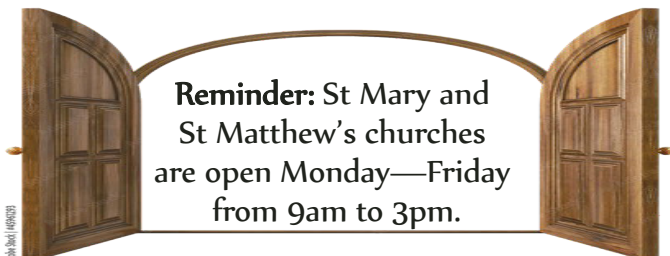 Reminder: St Mary and
St Matthew's churches
are open Monday—Friday
from 9am to 3pm.